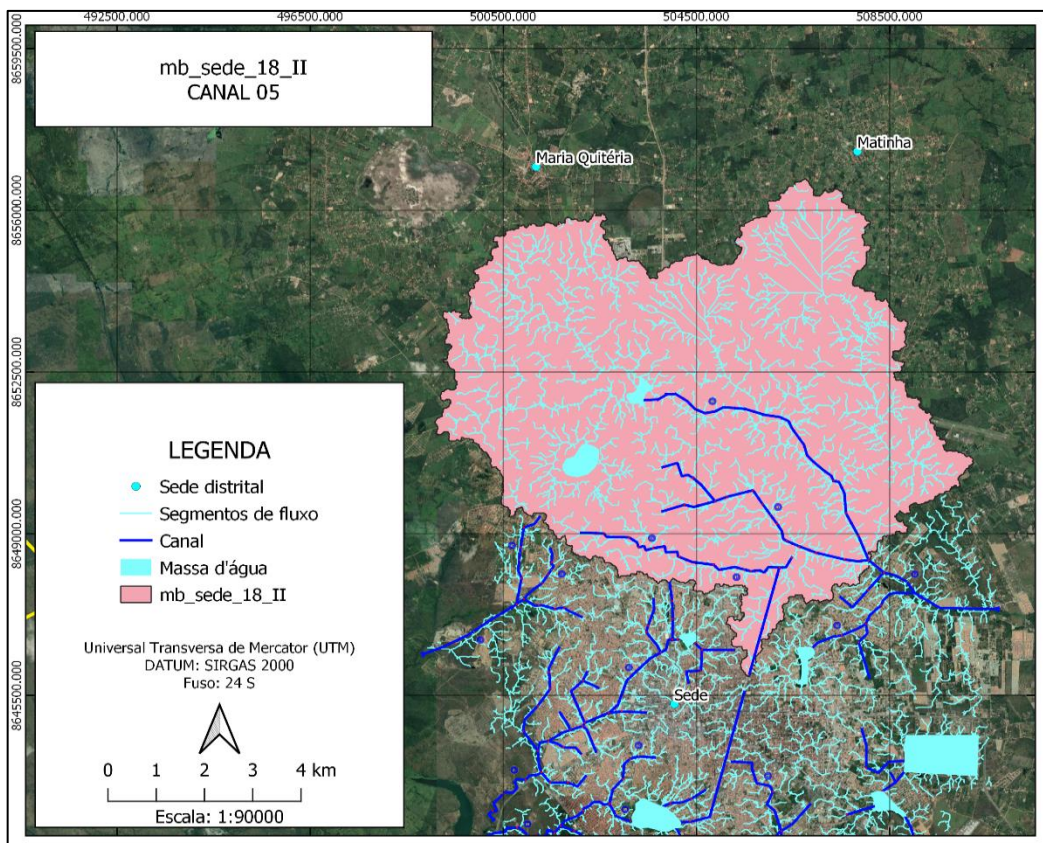 492500.000
496500.000
500500.000
504500.000
508500.000
8659500.000
8656000.000
8652500.000
8649000.000
8645500.000
mb_sede_18_II
CANAL 05
Maria Quitéria
Matinha
Sede
LEGENDA
Sede distrital
Segmentos de fluxo
Canal
Massa d'água
mb_sede_18_II
Universal Transversa de Mercator (UTM)
DATUM: SIRGAS 2000
Fuso: 24 S
0 1 2 3 4 km
Escala: 1:90000